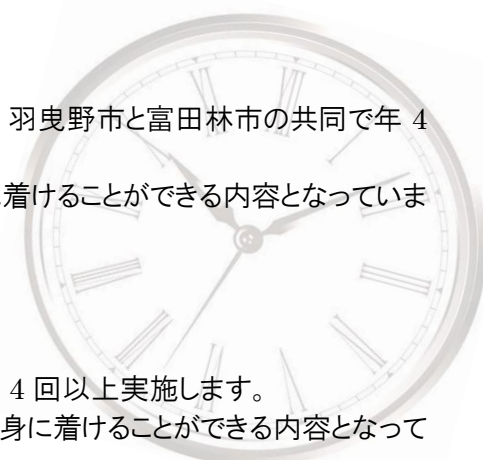 羽曳野市と富田林市の共同で年 4
着けることができる内容となっていま
4 回以上実施します。
身に着けることができる内容となって